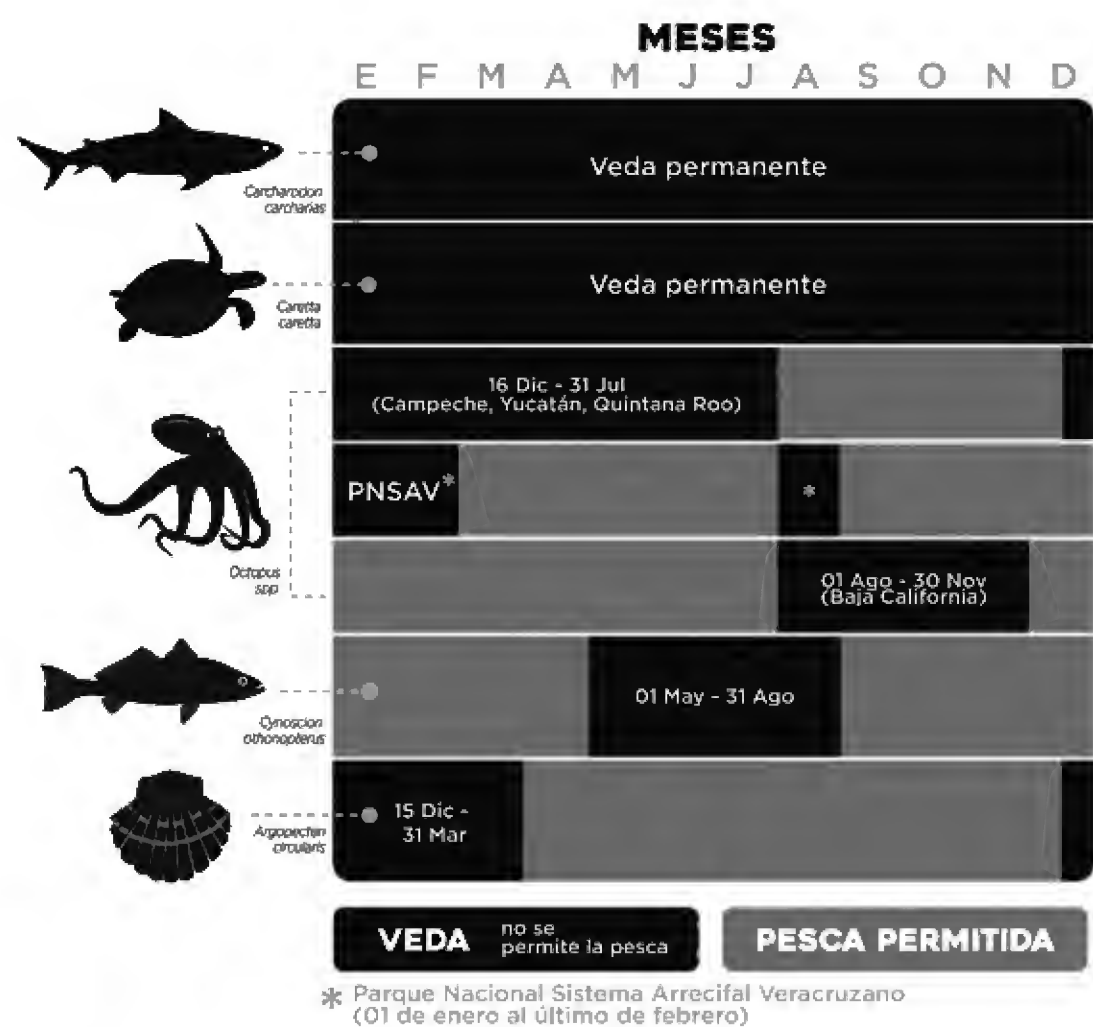 MESES
E F M A M J J A S O N D
Carcharodon
carcharias
Veda permanente
Caretta
caretta
Veda permanente
16 Dic - 31 Jul
(Campeche, Yucatán, Quintana Roo)
PNSAV*
*
Octopus
spp
01 Ago - 30 Nov
(Baja California)
Cynoscion
othonopterus
01 May - 31 Ago
Argopecten
circularis
15 Dic -
31 Mar
VEDA no se
permite la pesca
PESCA PERMITIDA
* Parque Nacional Sistema Arrecifal Veracruzano
(01 de enero al último de febrero)